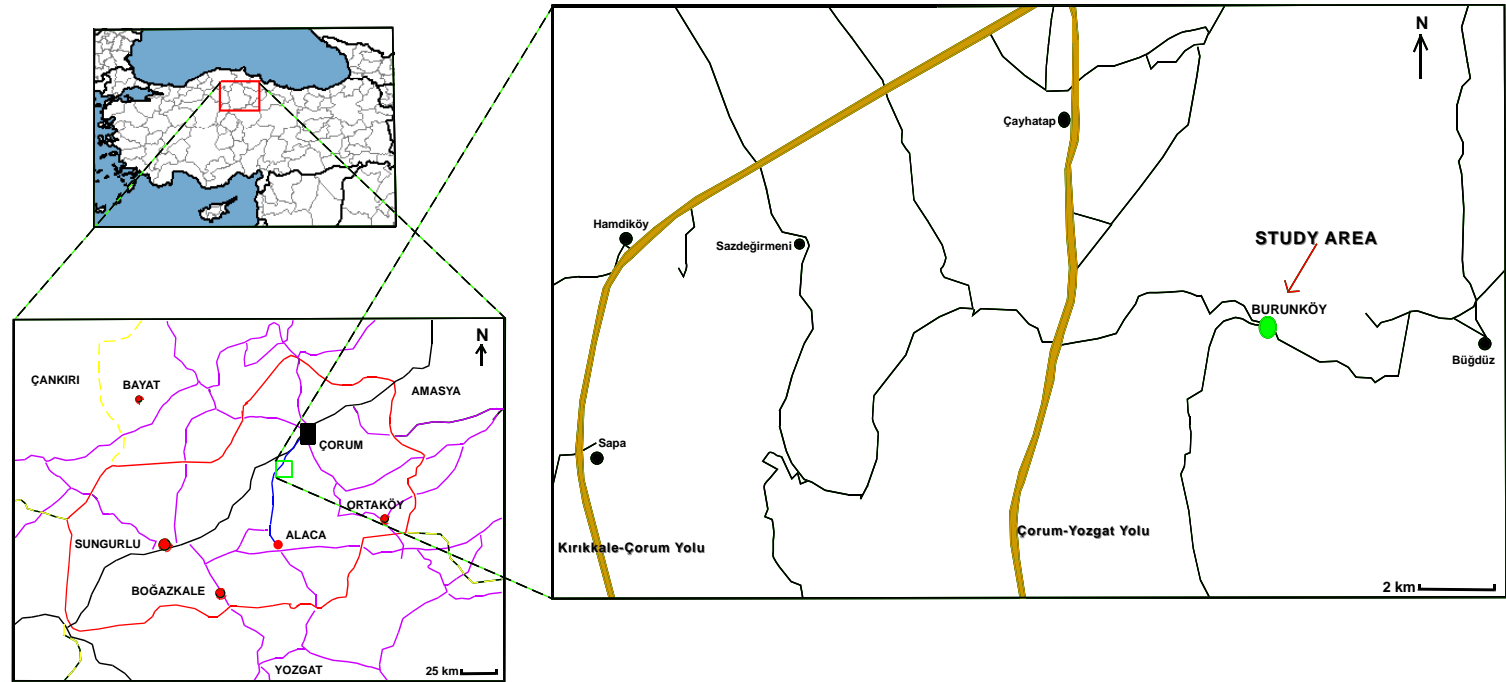 N
Çayhatap
Hamdiköy
Sazdeğirmeni
STUDY AREA
BURUNKÖY
Büğdüz
Sapa
Kırıkkale-Çorum Yolu
Çorum-Yozgat Yolu
2 km
N
ÇANKIRI
BAYAT
AMASYA
ÇORUM
ORTAKÖY
SUNGURLU
ALACA
BOĞAZKALE
YOZGAT
25 km